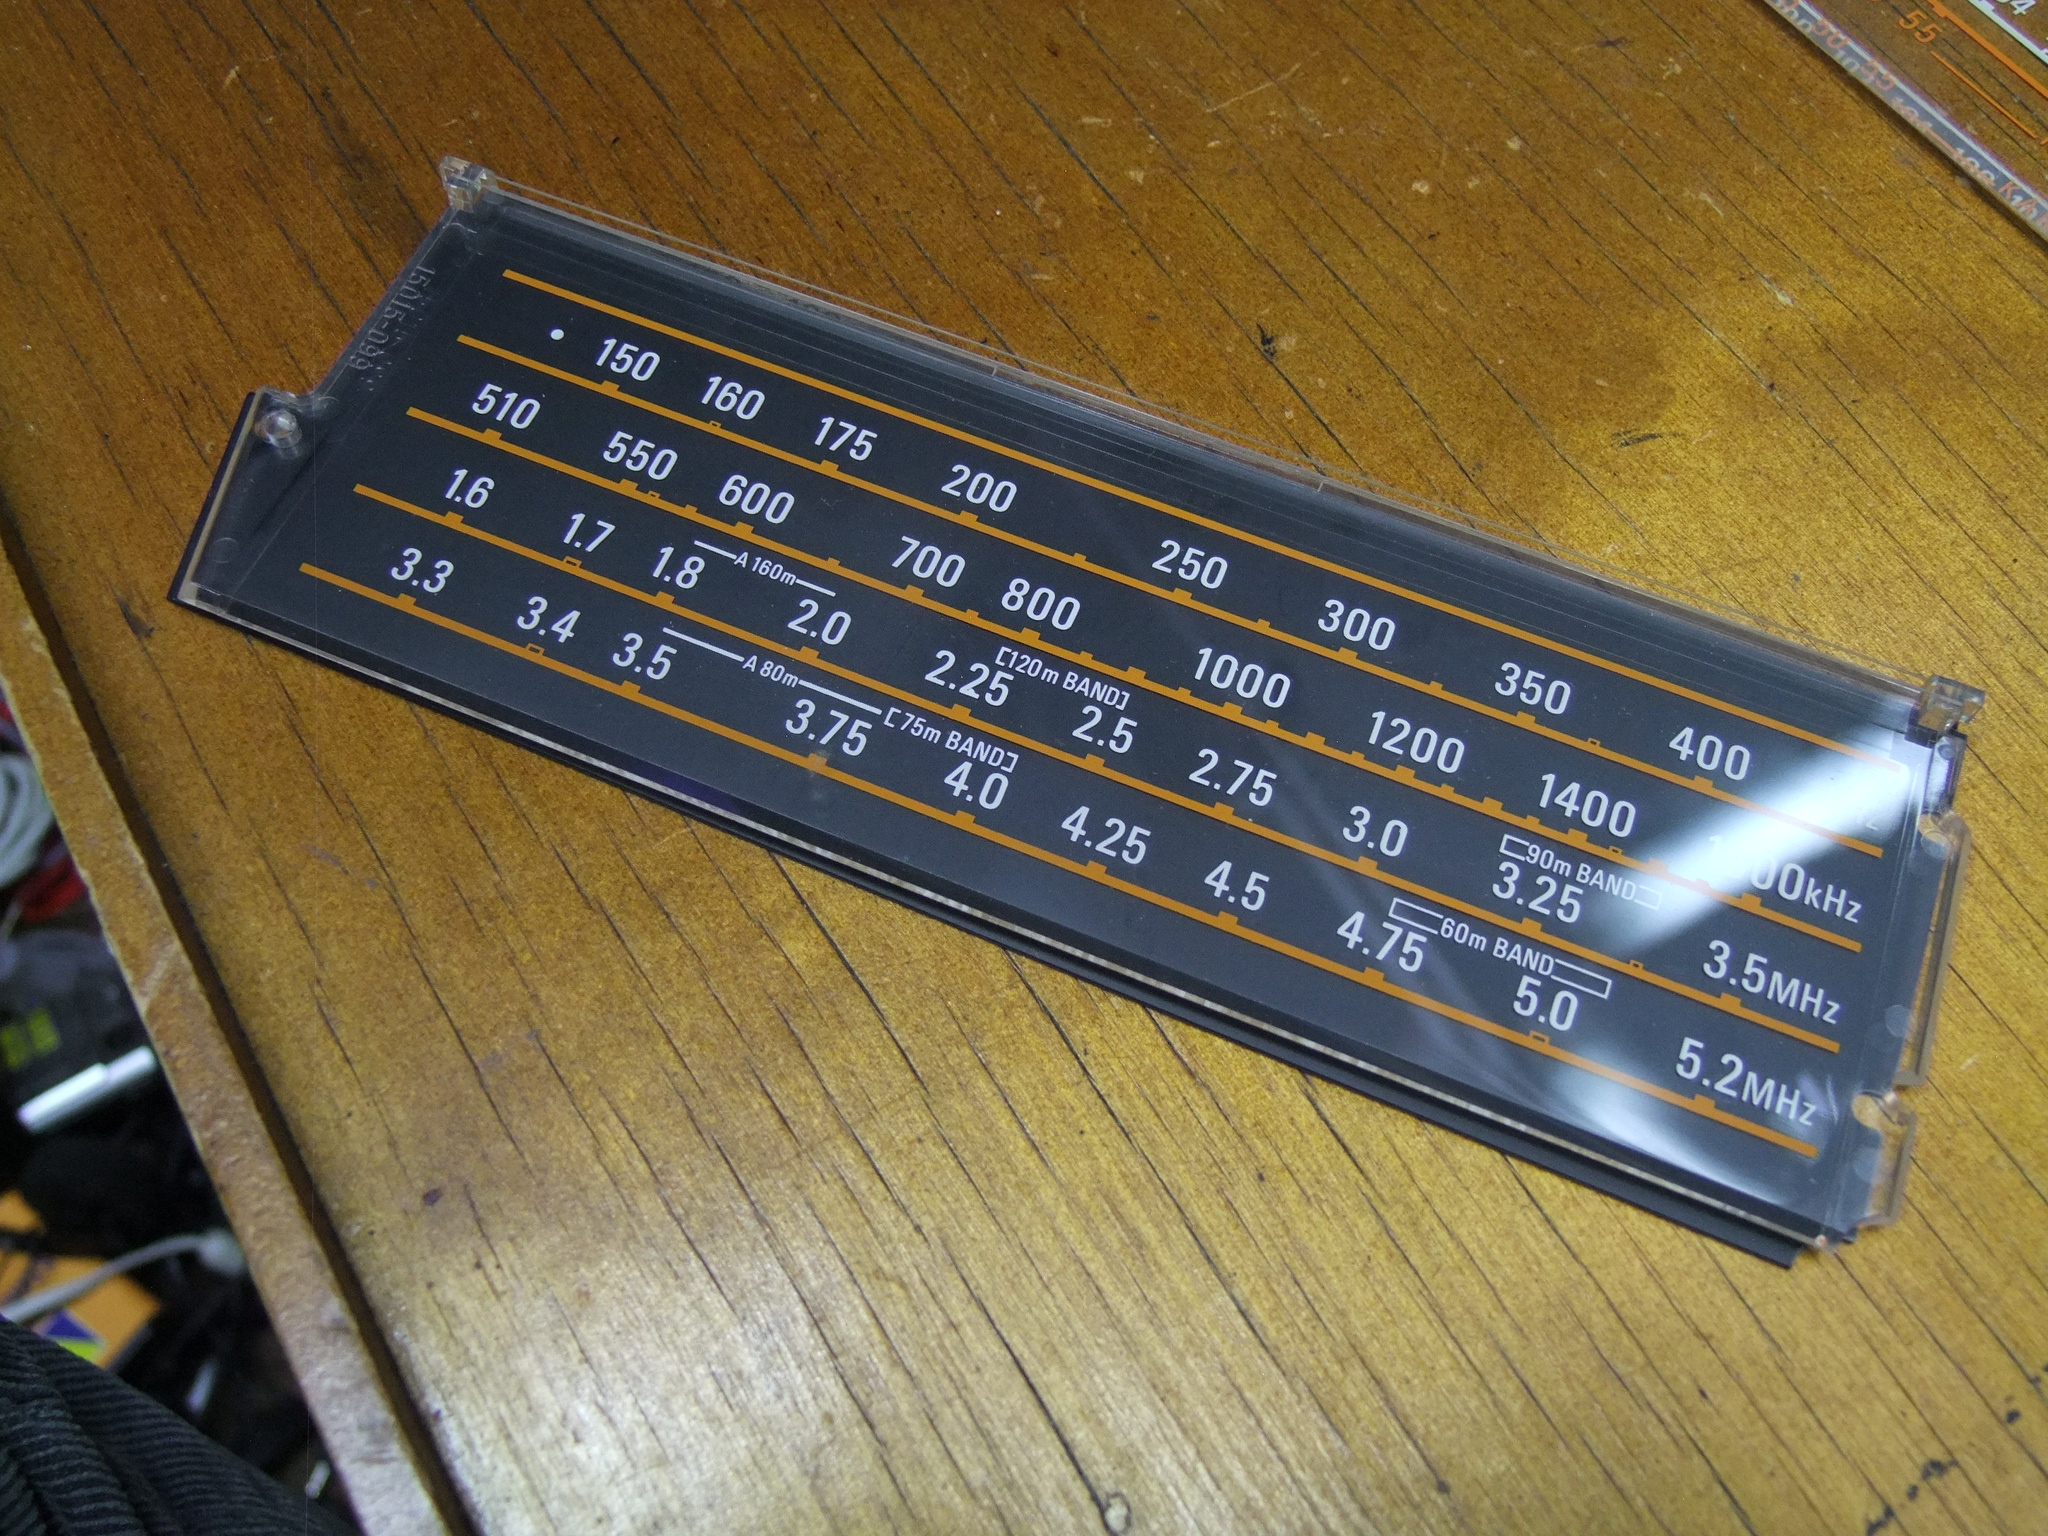 15015-099
150 160 175 200 250 300 350 400
510 550 600 700 800 1000 1200 1400 kHz
A 160m [120m BAND] 90m BAND
1.6 1.7 1.8 2.0 2.25 2.5 2.75 3.0 3.25 3.5MHz
A 80m [75m BAND] 60m BAND
3.3 3.4 3.5 3.75 4.0 4.25 4.5 4.75 5.0 5.2MHz
55